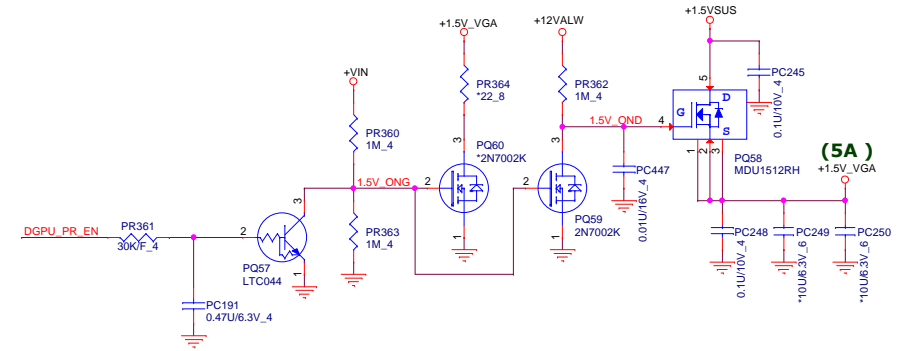 +1.5VSUS
+1.5V_VGA
+12VALW
+VIN
5
PC245
0.1U/10V_4
PR364
*22_8
PR362
1M_4
D
G
S
4
1.5V_OND
PR360
1M_4
3
PQ60
*2N7002K
3
1
2
3
PQ58
MDU1512RH
(5A )
+1.5V_VGA
PC447
0.01U/16V_4
1.5V_ONG
2
2
PQ59
2N7002K
3
PR361
30K/F_4
DGPU_PR_EN
2
PR363
1M_4
1
1
PC248
0.1U/10V_4
PC249
*10U/6.3V_6
PC250
*10U/6.3V_6
PQ57
LTC044
1
PC191
0.47U/6.3V_4